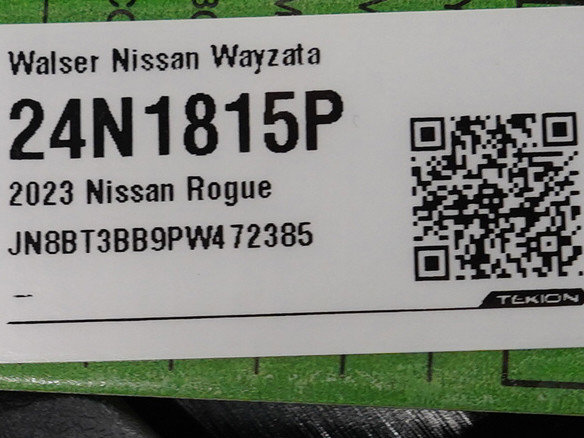 Walser Nissan Wayzata
24N1815P
2023 Nissan Rogue
JN8BT3BB9PW472385
–
TEKION